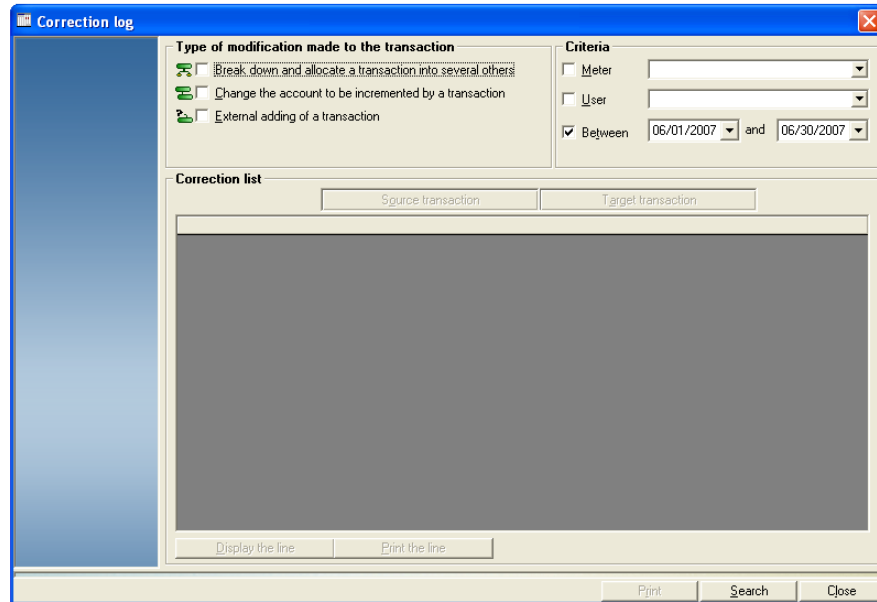 Correction log
Type of modification made to the transaction
Break down and allocate a transaction into several others
Change the account to be incremented by a transaction
External adding of a transaction
Criteria
Meter
User
Between 06/01/2007 and 06/30/2007
Correction list
Source transaction Target transaction
Display the line Print the line
Print Search Close